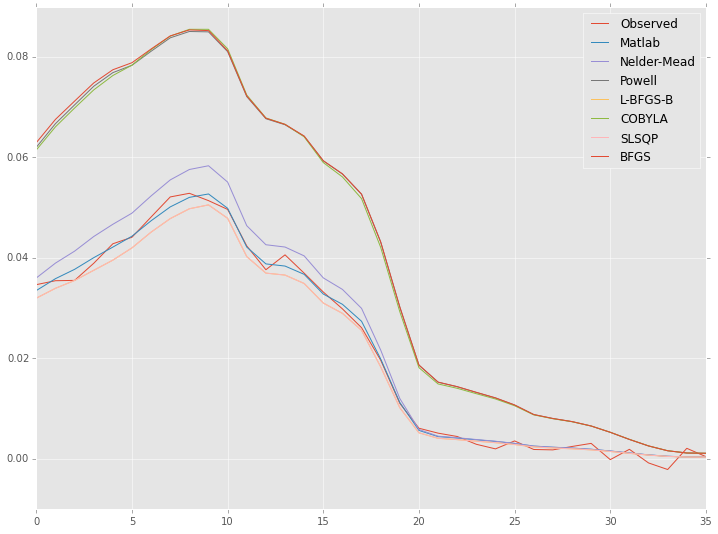 0.08
0.06
0.04
0.02
0.00
0
5
10
15
20
25
30
35
Observed
Matlab
Nelder-Mead
Powell
L-BFGS-B
COBYLA
SLSQP
BFGS